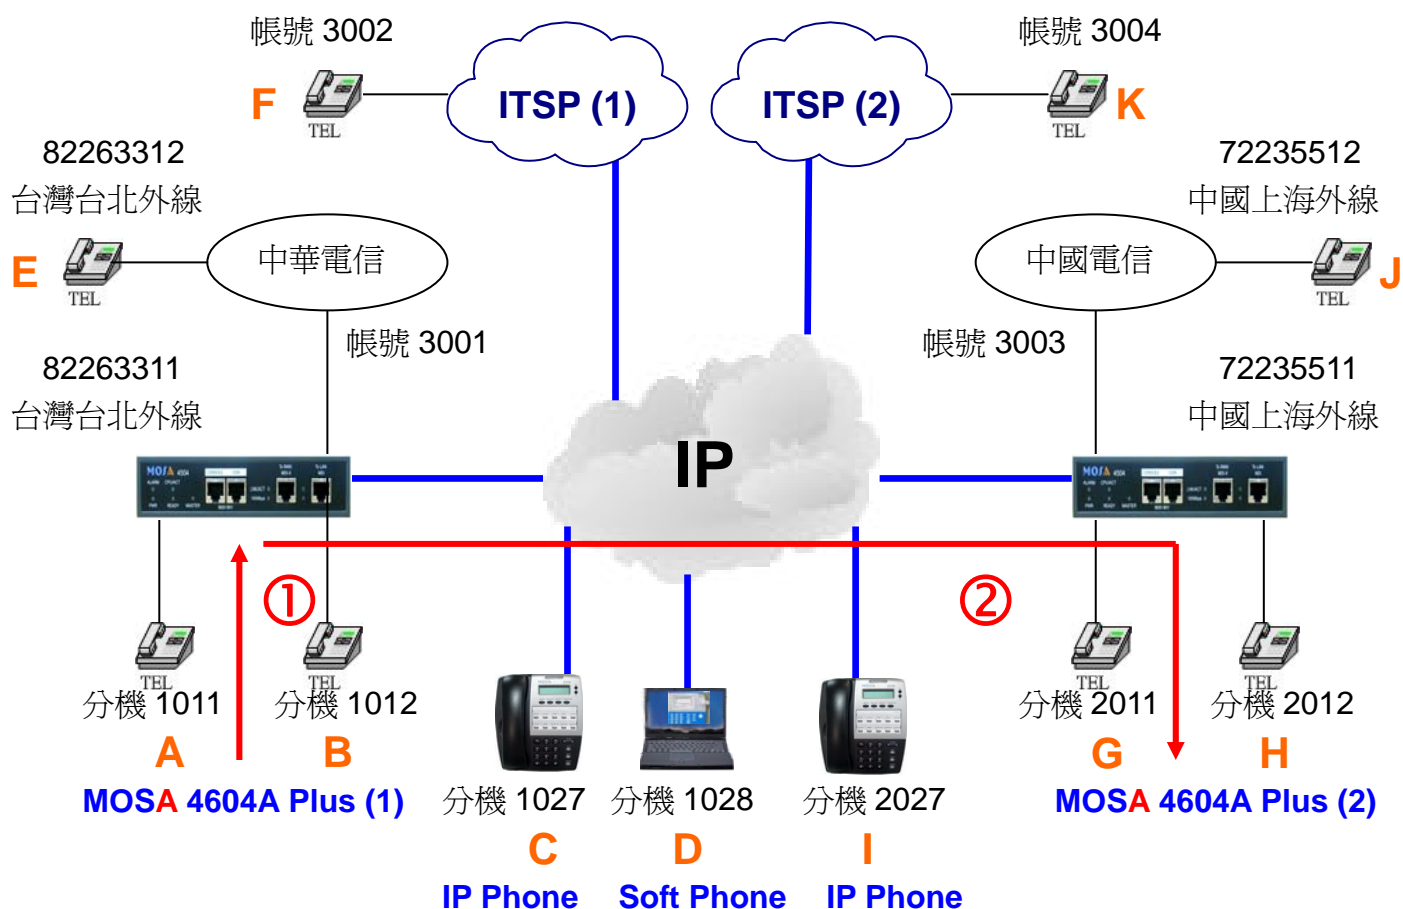 帳號 3002
帳號 3004
F
TEL
ITSP (1)
ITSP (2)
TEL
K
82263312
台灣台北外線
72235512
中國上海外線
E
TEL
中華電信
中國電信
TEL
J
帳號 3001
帳號 3003
82263311
台灣台北外線
72235511
中國上海外線
IP
MOSA 4504
MOSA 4504
①
②
TEL
TEL
TEL
TEL
分機 1011
分機 1012
分機 2011
分機 2012
A
B
G
H
MOSA 4604A Plus (1)
分機 1027
分機 1028
分機 2027
MOSA 4604A Plus (2)
C
D
I
IP Phone
Soft Phone
IP Phone